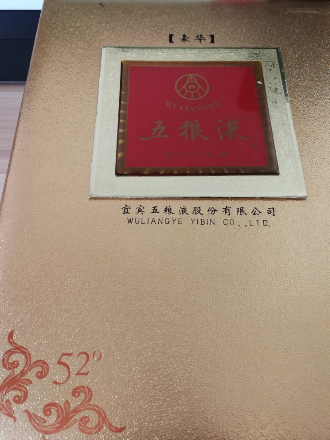 【豪华】
WULIANGYE
五粮液
宜宾五粮液股份有限公司
WULIANGYE YIBIN CO.,LTD.
52°